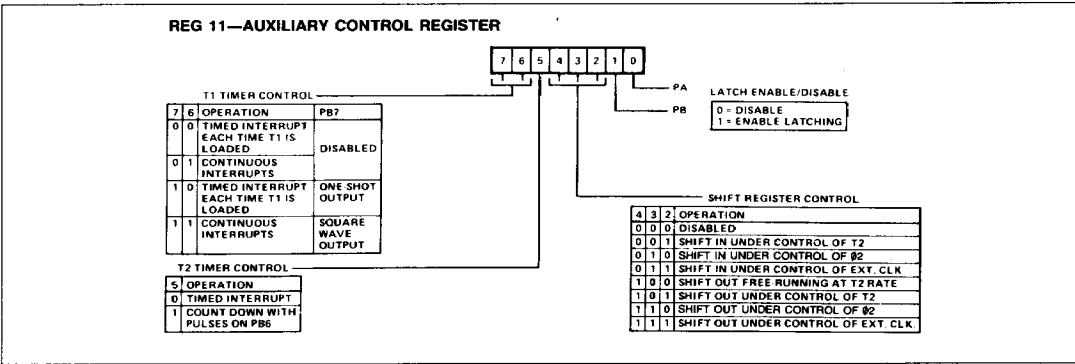 REG 11—AUXILIARY CONTROL REGISTER
7 6 5 4 3 2 1 0
PA
PB
LATCH ENABLE/DISABLE
0 = DISABLE
1 = ENABLE LATCHING
T1 TIMER CONTROL
7 6 OPERATION PB7
0 0 TIMED INTERRUPT
EACH TIME T1 IS
LOADED
DISABLED
0 1 CONTINUOUS
INTERRUPTS
1 0 TIMED INTERRUPT ONE-SHOT
EACH TIME T1 IS OUTPUT
LOADED
1 1 CONTINUOUS SQUARE
INTERRUPTS WAVE
OUTPUT
T2 TIMER CONTROL
5 OPERATION
0 TIMED INTERRUPT
1 COUNT DOWN WITH
PULSES ON PB6
SHIFT REGISTER CONTROL
4 3 2 OPERATION
0 0 0 DISABLED
0 0 1 SHIFT IN UNDER CONTROL OF T2
0 1 0 SHIFT IN UNDER CONTROL OF Ø2
0 1 1 SHIFT IN UNDER CONTROL OF EXT. CLK
1 0 0 SHIFT OUT FREE-RUNNING AT T2 RATE
1 0 1 SHIFT OUT UNDER CONTROL OF T2
1 1 0 SHIFT OUT UNDER CONTROL OF Ø2
1 1 1 SHIFT OUT UNDER CONTROL OF EXT. CLK.